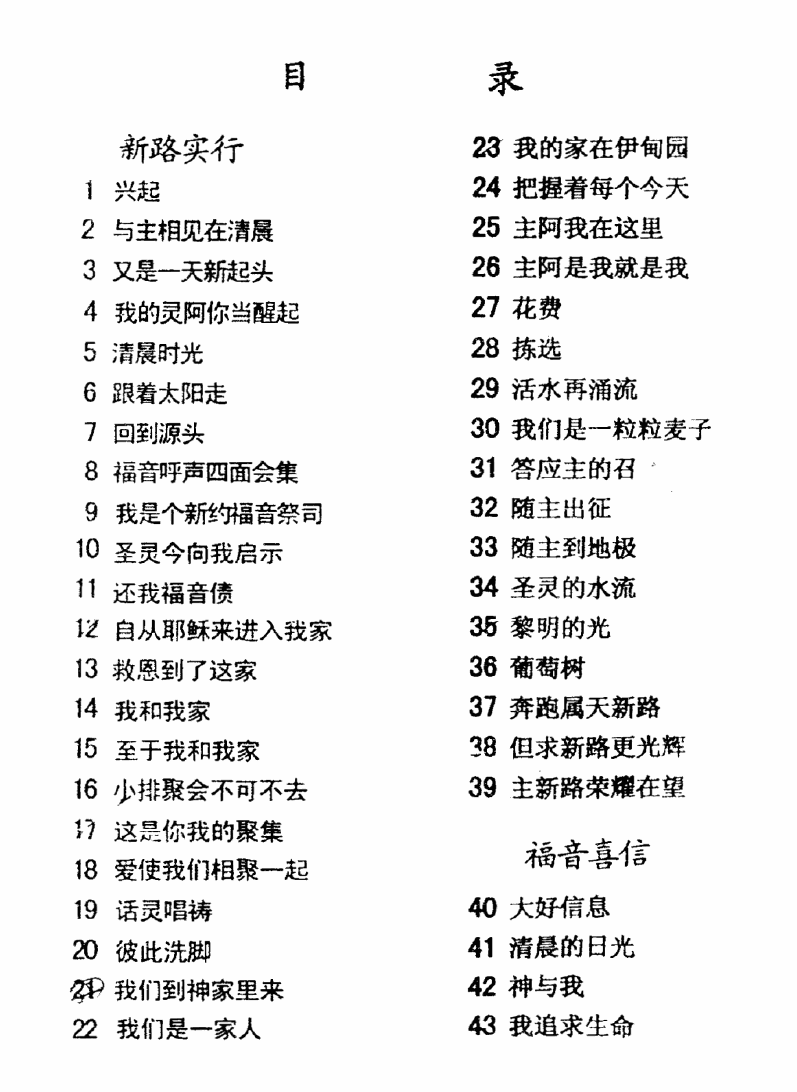 目 录
新路实行
1 兴起
2 与主相见在清晨
3 又是一天新起头
4 我的灵阿你当醒起
5 清晨时光
6 跟着太阳走
7 回到源头
8 福音呼声四面会集
9 我是个新约福音祭司
10 圣灵今向我启示
11 还我福音债
12 自从耶稣来进入我家
13 救恩到了这家
14 我和我家
15 至于我和我家
16 小排聚会不可不去
17 这是你我的聚集
18 爱使我们相聚一起
19 话灵唱祷
20 彼此洗脚
21 我们到神家里来
22 我们是一家人
23 我的家在伊甸园
24 把握着每个今天
25 主阿我在这里
26 主阿是我就是我
27 花费
28 拣选
29 活水再涌流
30 我们是一粒粒麦子
31 答应主的召
32 随主出征
33 随主到地极
34 圣灵的水流
35 黎明的光
36 葡萄树
37 奔跑属天新路
38 但求新路更光辉
39 主新路荣耀在望
福音喜信
40 大好信息
41 清晨的日光
42 神与我
43 我追求生命